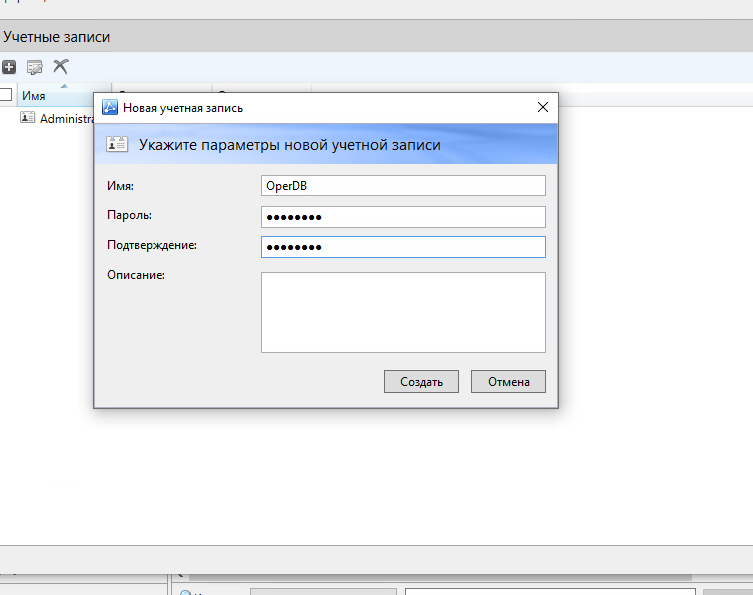 Учетные записи
Имя
Administra
Новая учетная запись
Укажите параметры новой учетной записи
Имя:
OperDB
Пароль:
●●●●●●●●
Подтверждение:
●●●●●●●●
Описание:
Создать
Отмена